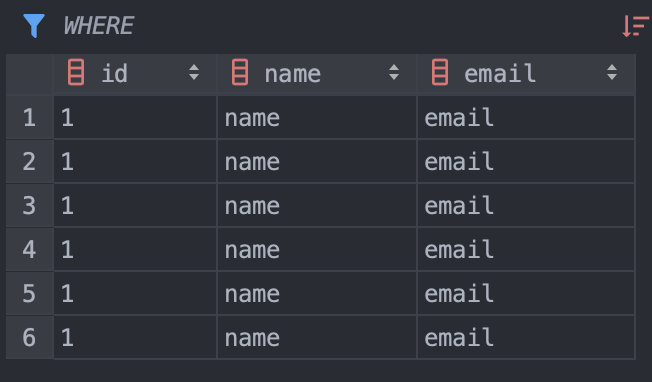 WHERE
id name email
1 1 name email
2 1 name email
3 1 name email
4 1 name email
5 1 name email
6 1 name email